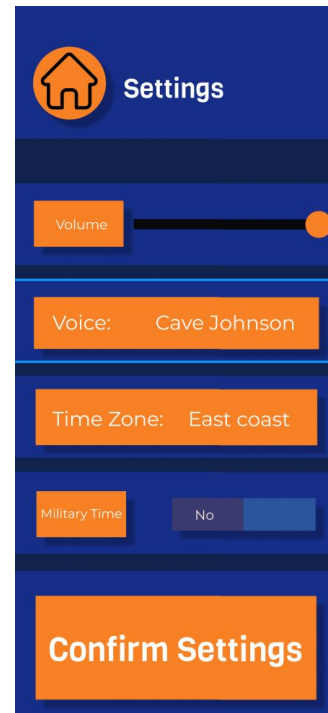 Settings
Volume
Voice: Cave Johnson
Time Zone: East coast
Military Time No
Confirm Settings